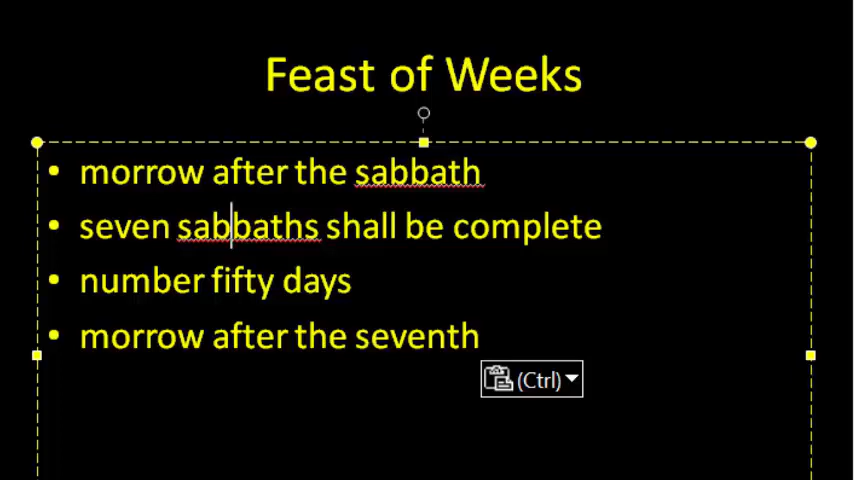 Feast of Weeks
• morrow after the sabbath
• seven sabbaths shall be complete
• number fifty days
• morrow after the seventh
(Ctrl)